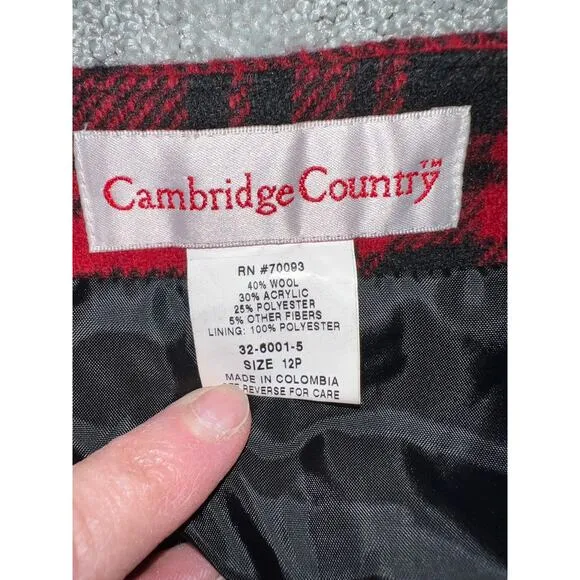 Cambridge Country™
RN #70093
40% WOOL
30% ACRYLIC
25% POLYESTER
5% OTHER FIBERS
LINING: 100% POLYESTER
32-6001-5
SIZE 12P
MADE IN COLOMBIA
REVERSE FOR CARE